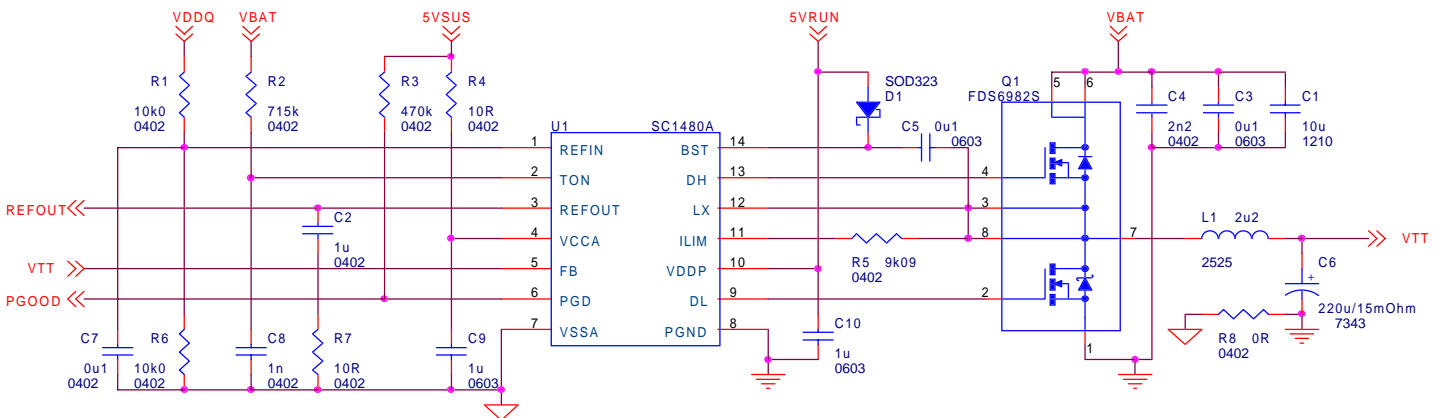 VDDQ
VBAT
5VSUS
5VRUN
VBAT
R1
10k0
0402
R2
715k
0402
R3
470k
0402
R4
10R
0402
SOD323
D1
C5
0u1
0603
Q1
FDS6982S
5
6
C4
2n2
0402
C3
0u1
0603
C1
10u
1210
U1
SC1480A
1
REFIN
BST
14
2
TON
DH
13
4
REFOUT
3
REFOUT
LX
12
3
C2
1u
0402
4
VCCA
ILIM
11
R5
9k09
0402
8
7
L1
2u2
2525
VTT
VTT
5
FB
VDDP
10
C6
+
220u/15mOhm
7343
PGOOD
6
PGD
DL
9
2
7
VSSA
PGND
8
C7
0u1
0402
R6
10k0
0402
C8
1n
0402
R7
10R
0402
C9
1u
0603
C10
1u
0603
1
R8
0R
0402